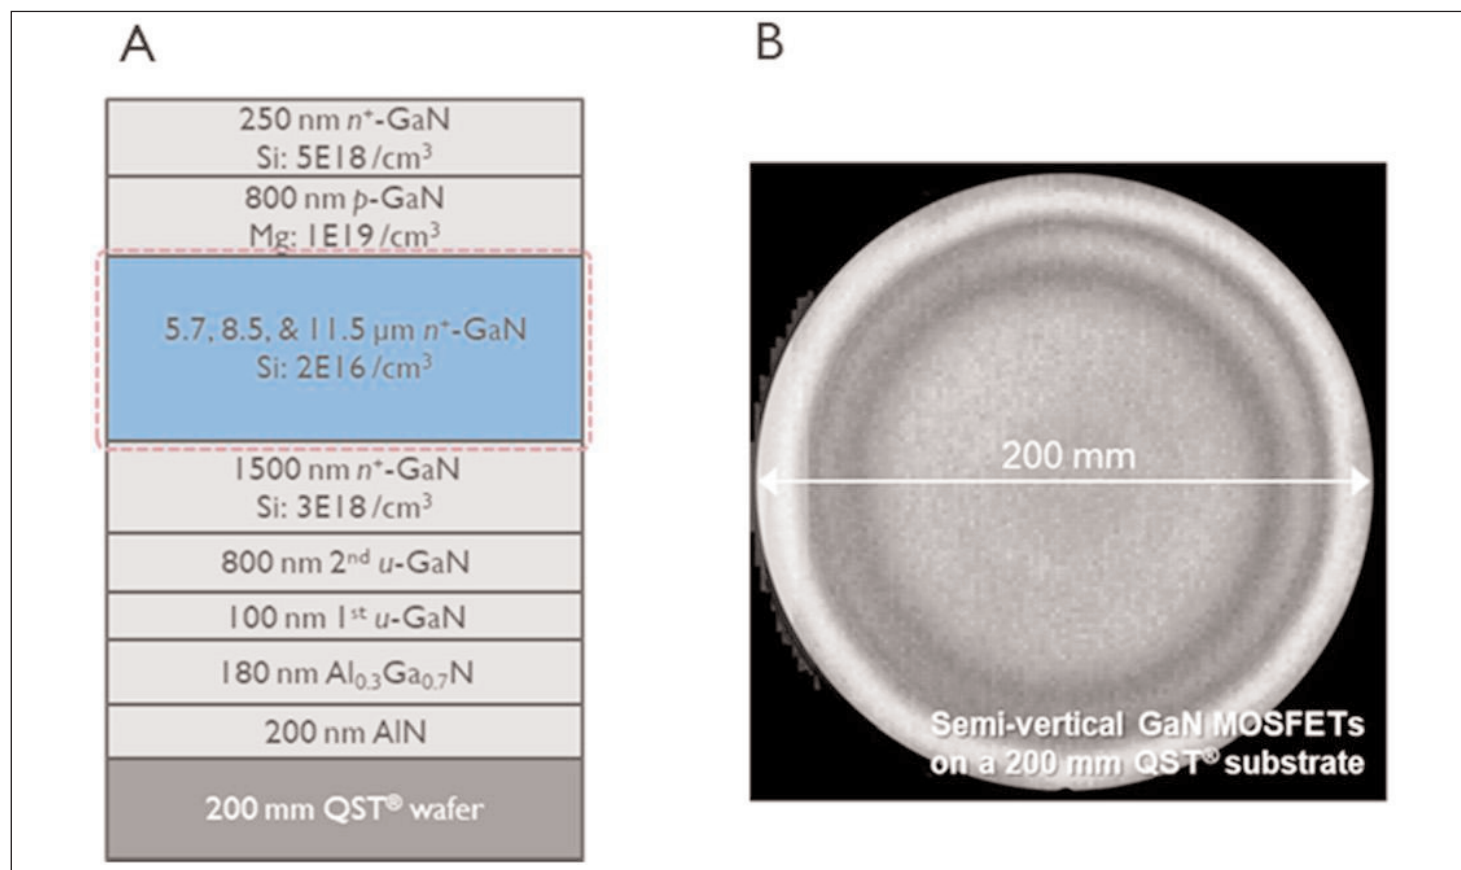 A
250 nm n⁺-GaN
Si: 5E18/cm³
800 nm p-GaN
Mg: 1E19/cm³
5.7, 8.5, & 11.5 µm n⁺-GaN
Si: 2E16/cm³
1500 nm n⁺-GaN
Si: 3E18/cm³
800 nm 2ⁿᵈ u-GaN
100 nm 1ˢᵗ u-GaN
180 nm Al₀.₃Ga₀.₇N
200 nm AlN
200 mm QST® wafer
B
200 mm
Semi-vertical GaN MOSFETs
on a 200 mm QST® substrate